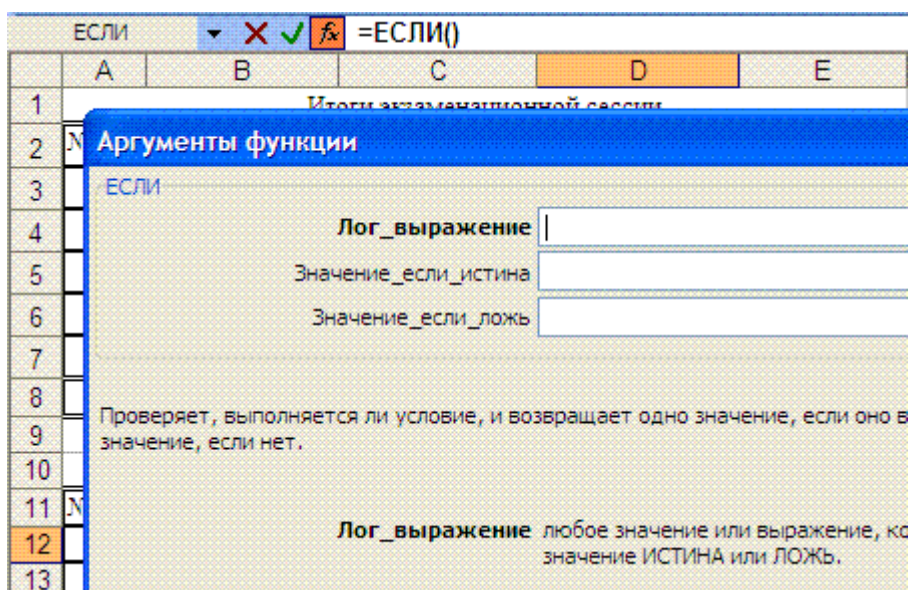 ЕСЛИ fx =ЕСЛИ()
A B C D E
1 Итоги экзаменационной сессии
2 N Аргументы функции
3 ЕСЛИ
4 Лог_выражение
5 Значение_если_истина
6 Значение_если_ложь
7
8
Проверяет, выполняется ли условие, и возвращает одно значение, если оно в
9 значение, если нет.
10
11 N
Лог_выражение любое значение или выражение, ко
12 значение ИСТИНА или ЛОЖЬ.
13